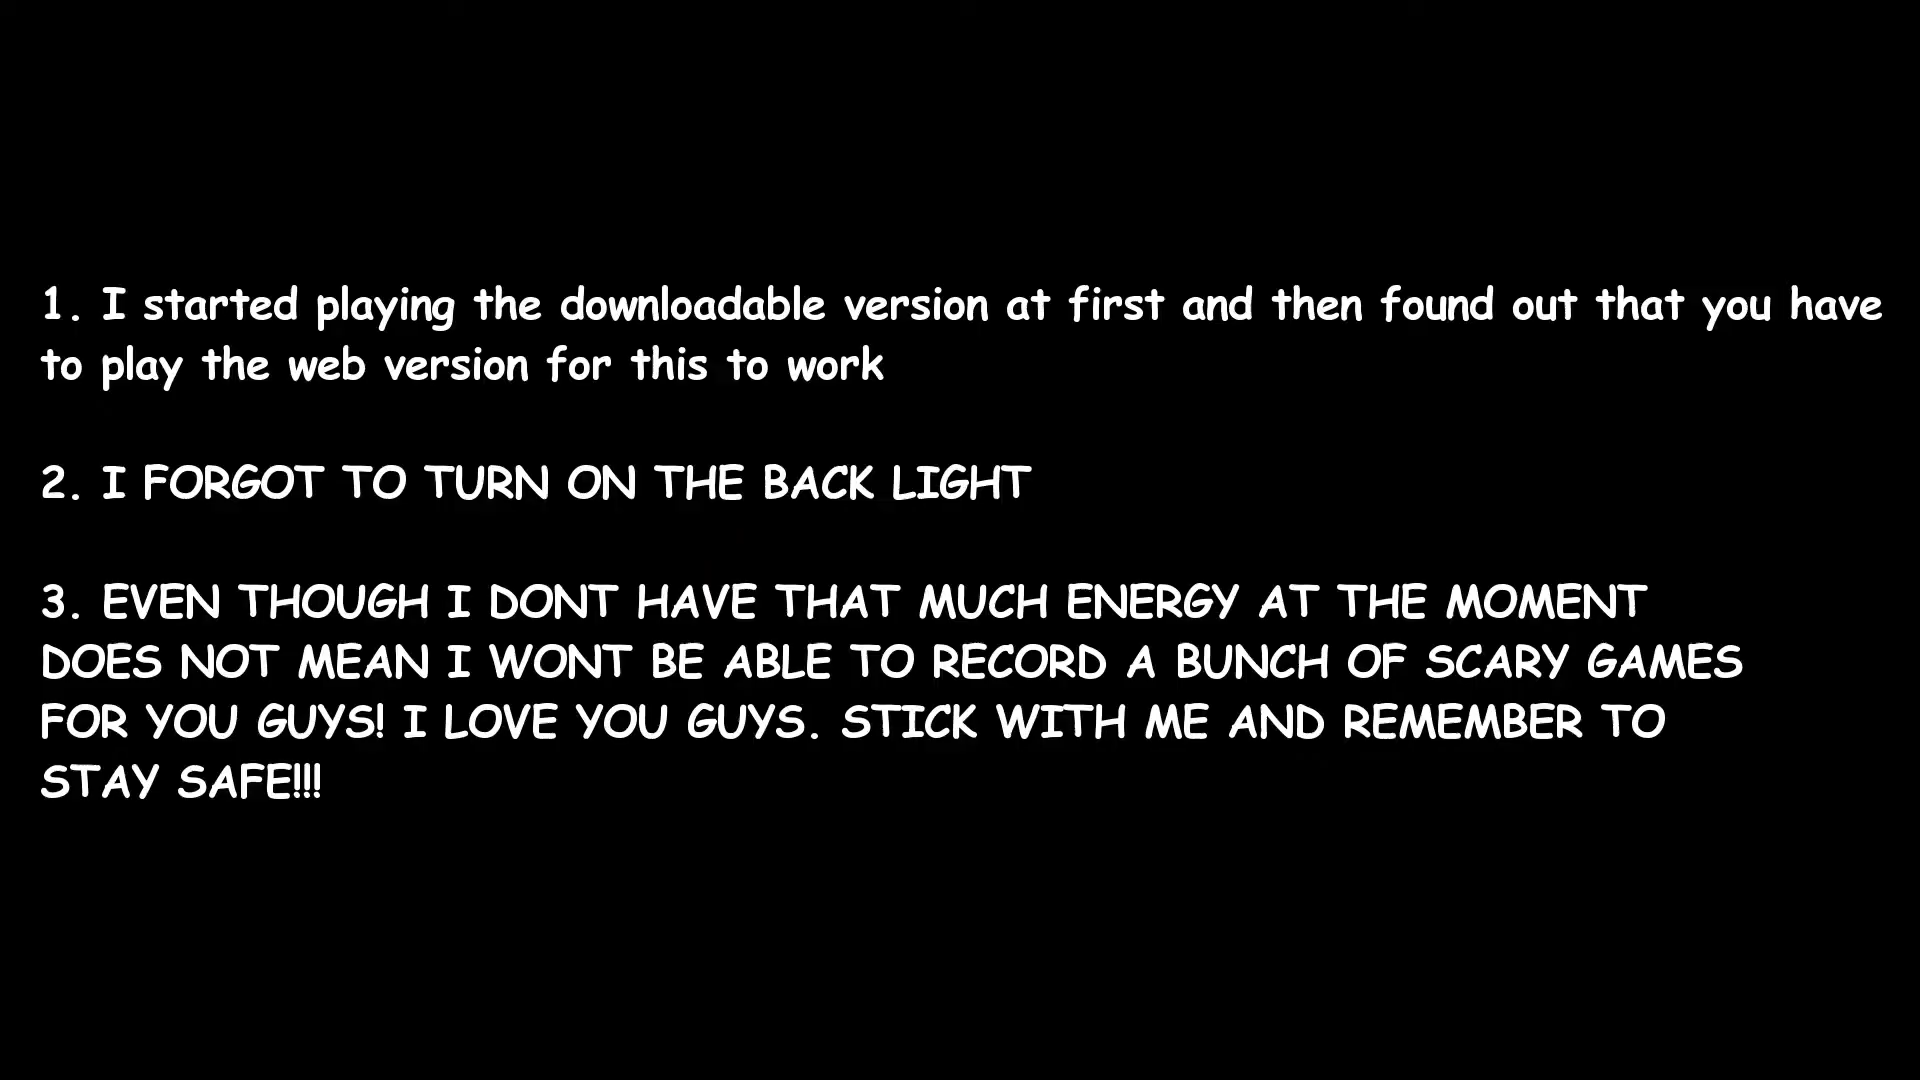 1. I started playing the downloadable version at first and then found out that you have
to play the web version for this to work
2. I FORGOT TO TURN ON THE BACK LIGHT
3. EVEN THOUGH I DONT HAVE THAT MUCH ENERGY AT THE MOMENT
DOES NOT MEAN I WONT BE ABLE TO RECORD A BUNCH OF SCARY GAMES
FOR YOU GUYS! I LOVE YOU GUYS. STICK WITH ME AND REMEMBER TO
STAY SAFE!!!